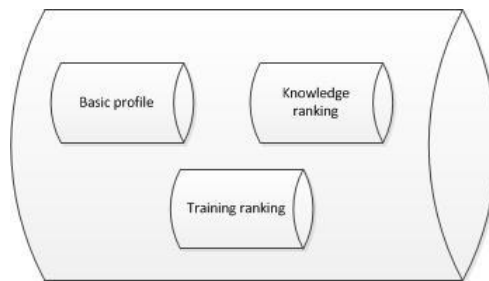 Basic profile
Knowledge
ranking
Training ranking